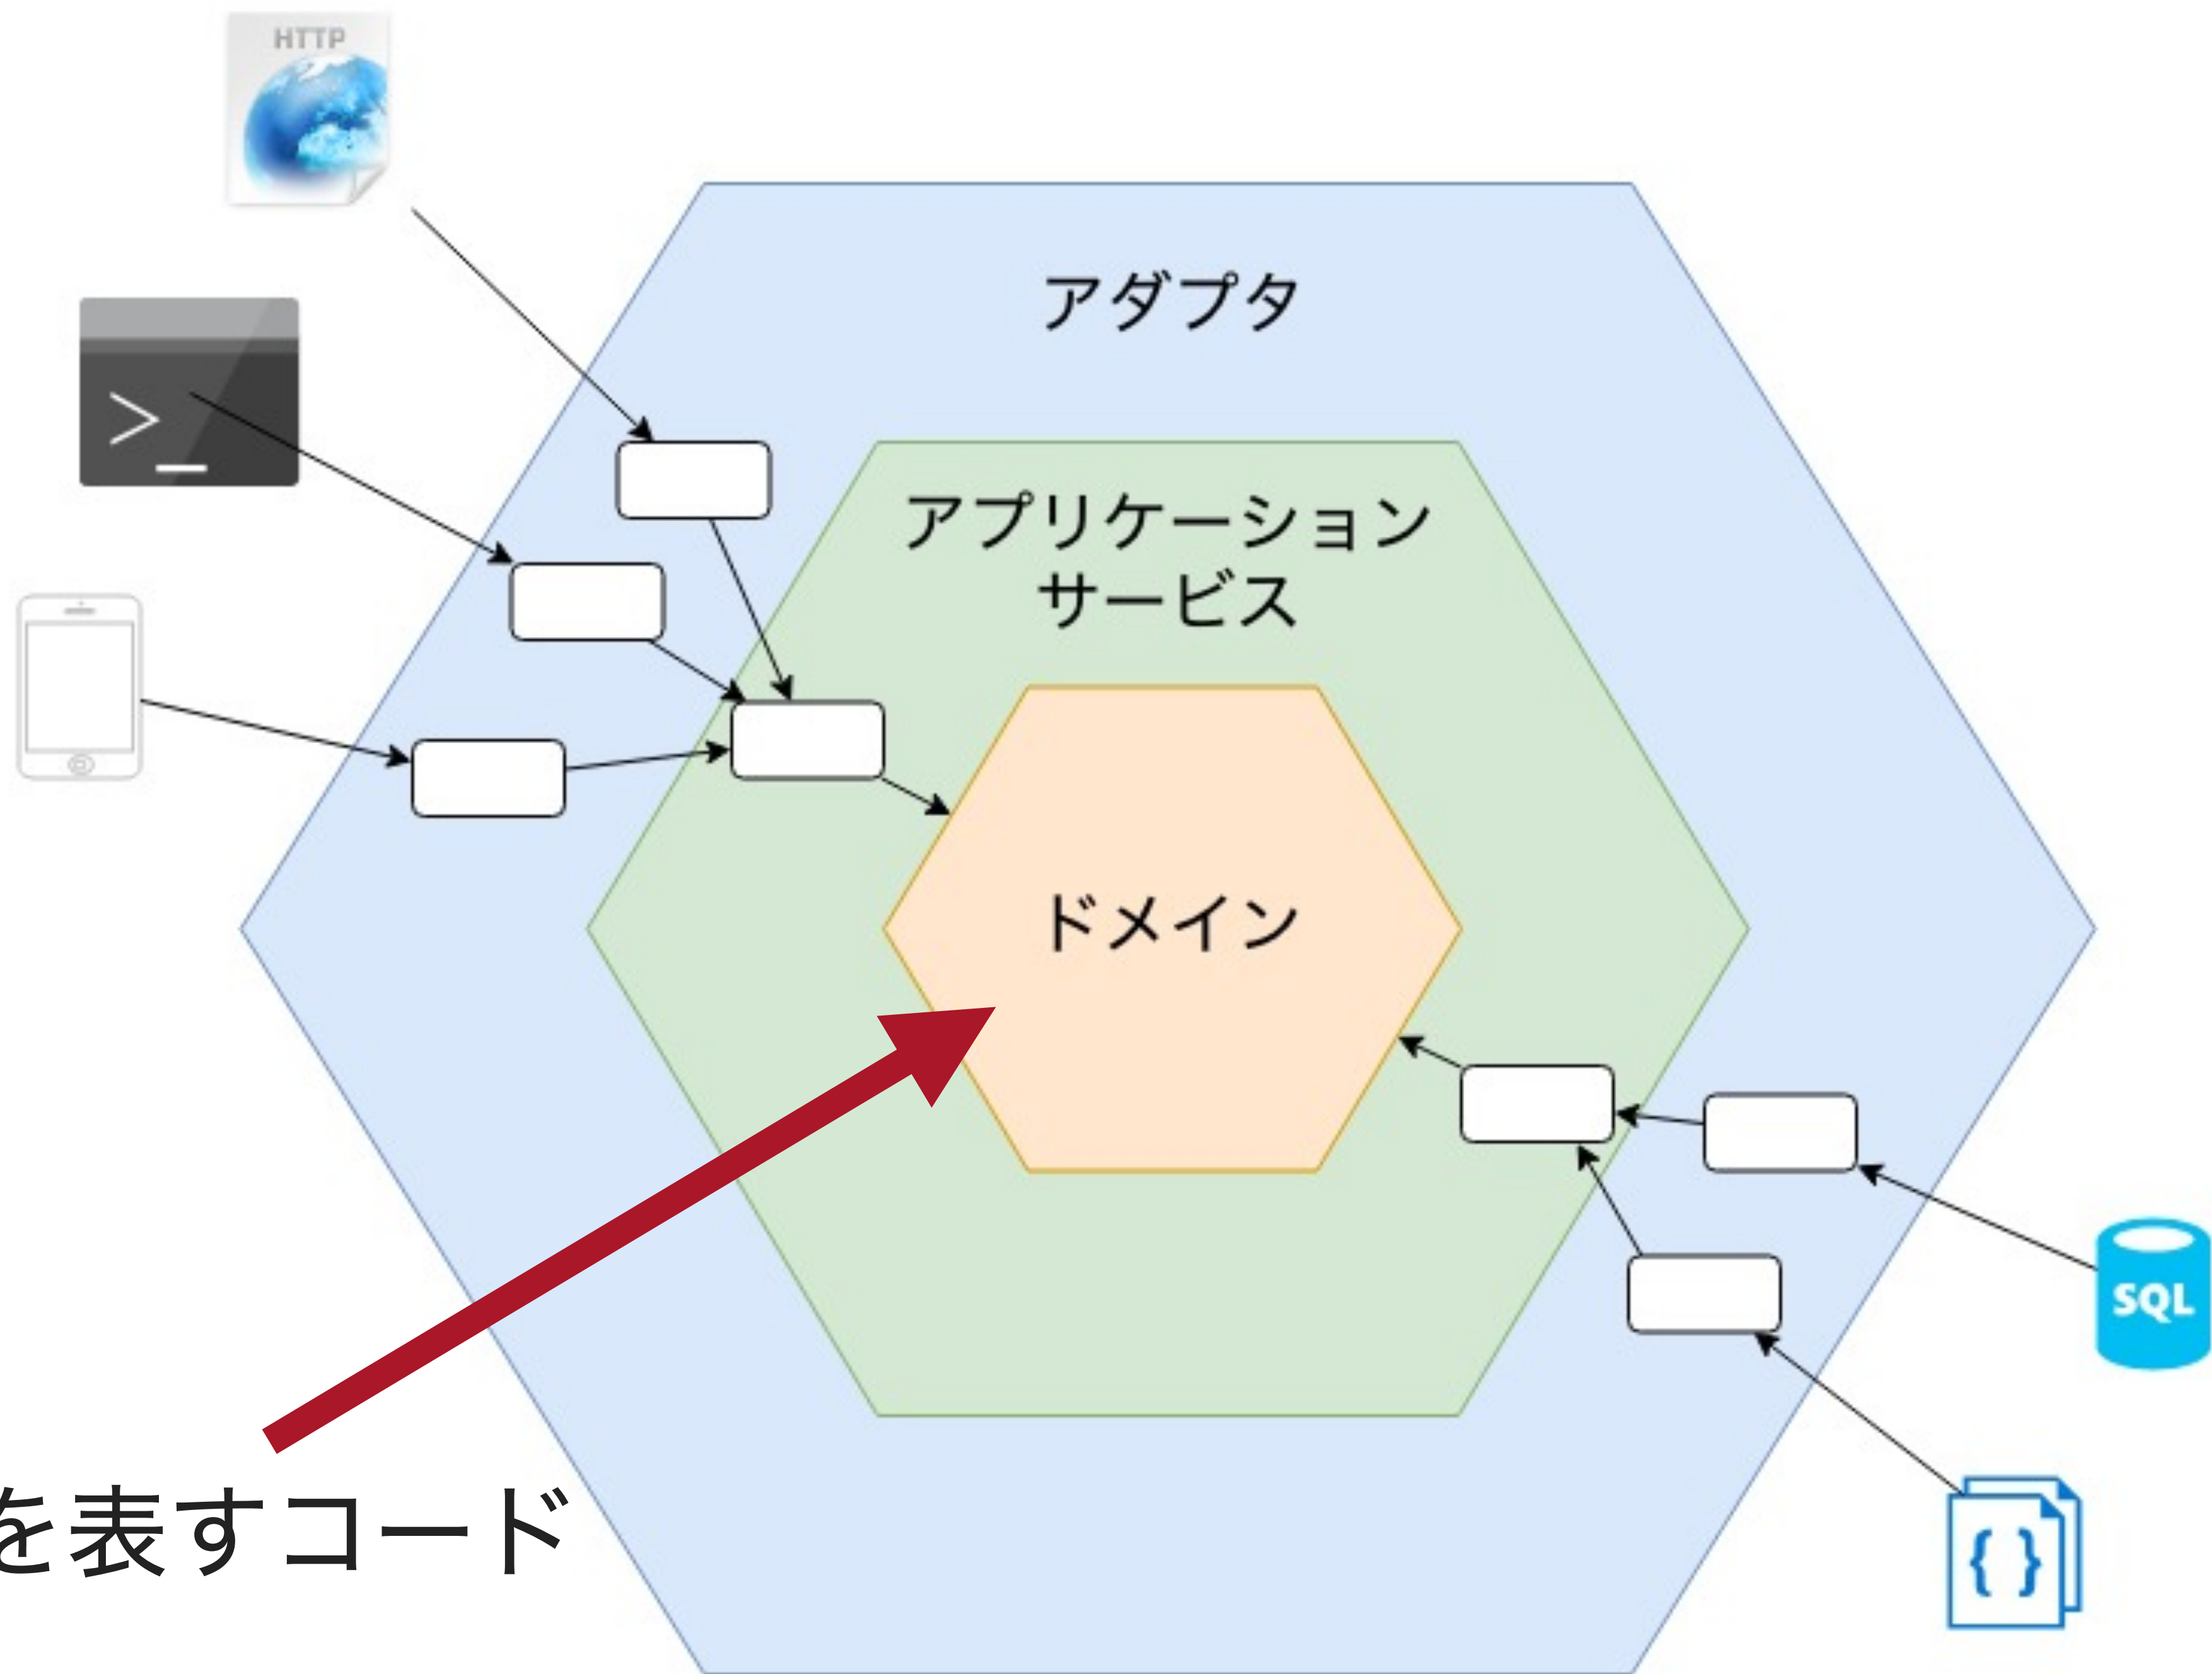 HTTP
アダプタ
>_
アプリケーション
サービス
ドメイン
SQL
を表すコード
{ }